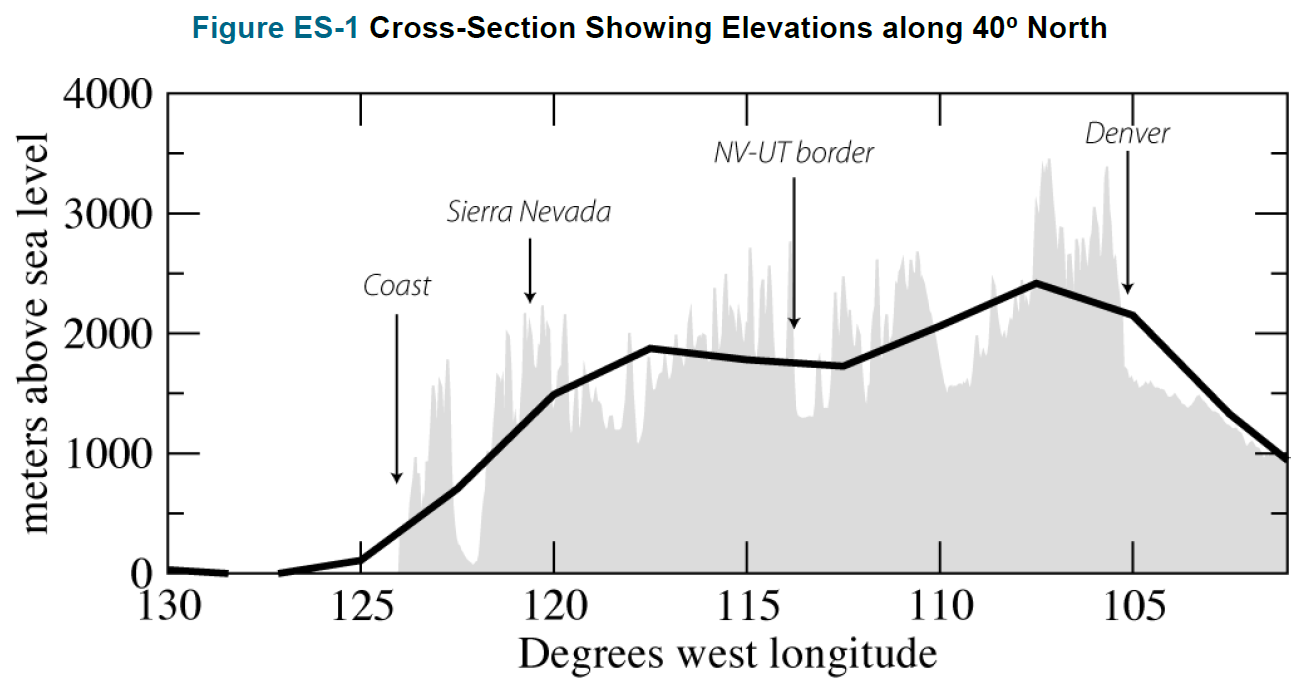 Figure ES-1 Cross-Section Showing Elevations along 40º North
4000
3000
2000
1000
0
meters above sea level
Coast
Sierra Nevada
NV-UT border
Denver
130
125
120
115
110
105
Degrees west longitude